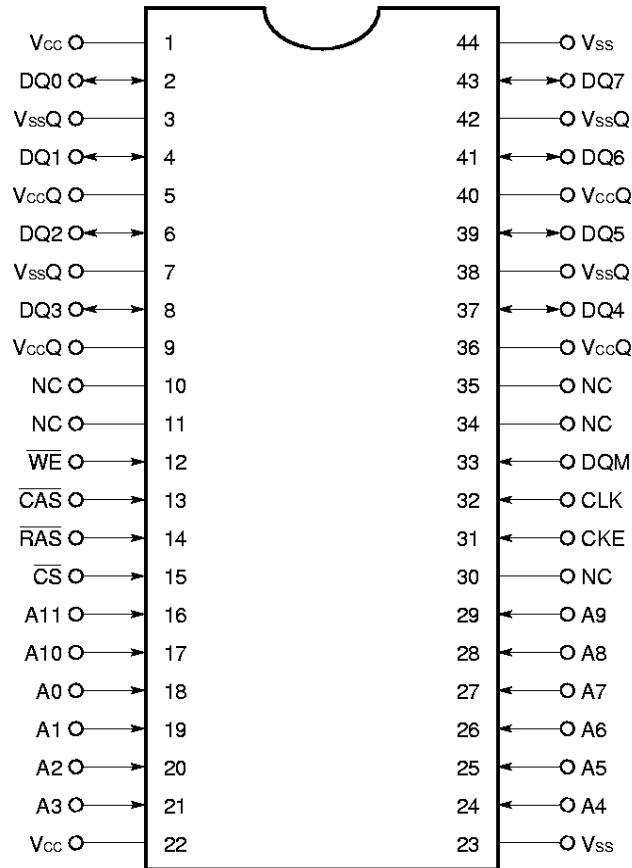 Vcc 1 44 Vss
DQ0 2 43 DQ7
VssQ 3 42 VssQ
DQ1 4 41 DQ6
VccQ 5 40 VccQ
DQ2 6 39 DQ5
VssQ 7 38 VssQ
DQ3 8 37 DQ4
VccQ 9 36 VccQ
NC 10 35 NC
NC 11 34 NC
W̅E̅ 12 33 DQM
C̅A̅S̅ 13 32 CLK
R̅A̅S̅ 14 31 CKE
C̅S̅ 15 30 NC
A11 16 29 A9
A10 17 28 A8
A0 18 27 A7
A1 19 26 A6
A2 20 25 A5
A3 21 24 A4
Vcc 22 23 Vss